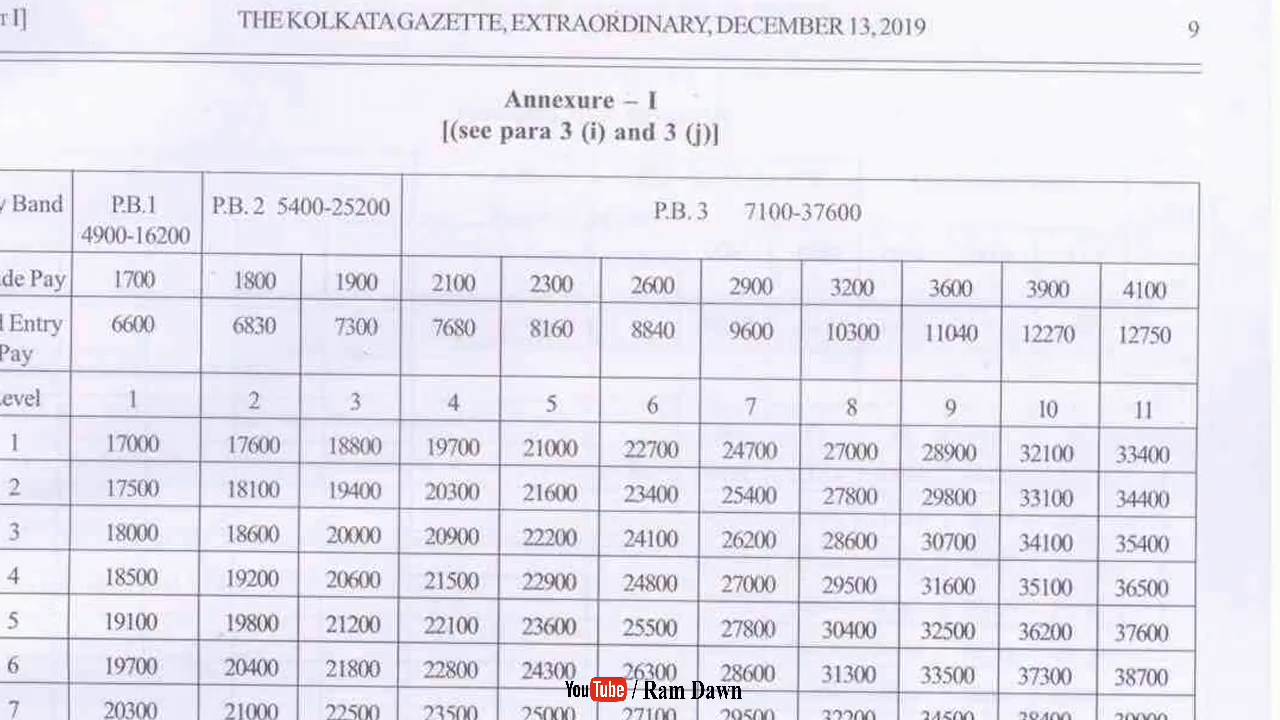 r I] THE KOLKATA GAZETTE, EXTRAORDINARY, DECEMBER 13, 2019 9
Annexure – I
[(see para 3 (i) and 3 (j)]
y Band P.B.1 P.B. 2 5400-25200 P.B. 3 7100-37600
4900-16200
de Pay 1700 1800 1900 2100 2300 2600 2900 3200 3600 3900 4100
l Entry 6600 6830 7300 7680 8160 8840 9600 10300 11040 12270 12750
Pay
evel 1 2 3 4 5 6 7 8 9 10 11
1 17000 17600 18800 19700 21000 22700 24700 27000 28900 32100 33400
2 17500 18100 19400 20300 21600 23400 25400 27800 29800 33100 34400
3 18000 18600 20000 20900 22200 24100 26200 28600 30700 34100 35400
4 18500 19200 20600 21500 22900 24800 27000 29500 31600 35100 36500
5 19100 19800 21200 22100 23600 25500 27800 30400 32500 36200 37600
6 19700 20400 21800 22800 24300 26300 28600 31300 33500 37300 38700
YouTube / Ram Dawn
7 20300 21000 22500 23500 25000 27100 29500 32200 34500 38400